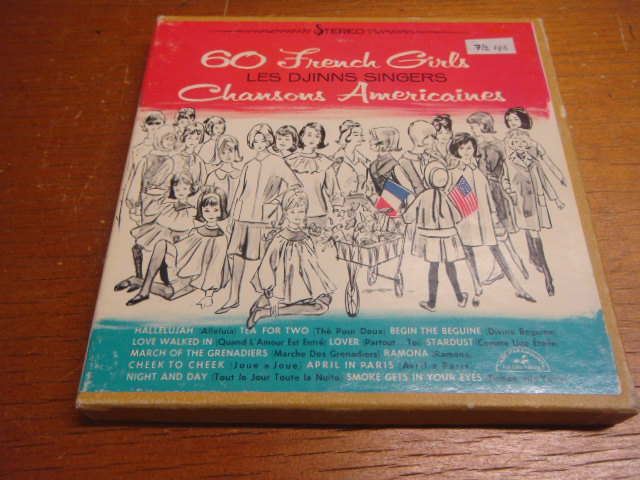 STEREO
7½ ips
60 French Girls
LES DJINNS SINGERS
Chansons Americaines
HALLELUJAH (Alleluia) TEA FOR TWO (Thé Pour Deux) BEGIN THE BEGUINE (Divine Beguine)
LOVE WALKED IN (Quand L'Amour Est Entré) LOVER (Partout...Toi) STARDUST (Comme Une Etoile)
MARCH OF THE GRENADIERS (Marche Des Grenadiers) RAMONA (Ramona)
CHEEK TO CHEEK (Joue a Joue) APRIL IN PARIS (Avril a Paris)
NIGHT AND DAY (Tout le Jour Toute la Nuit) SMOKE GETS IN YOUR EYES